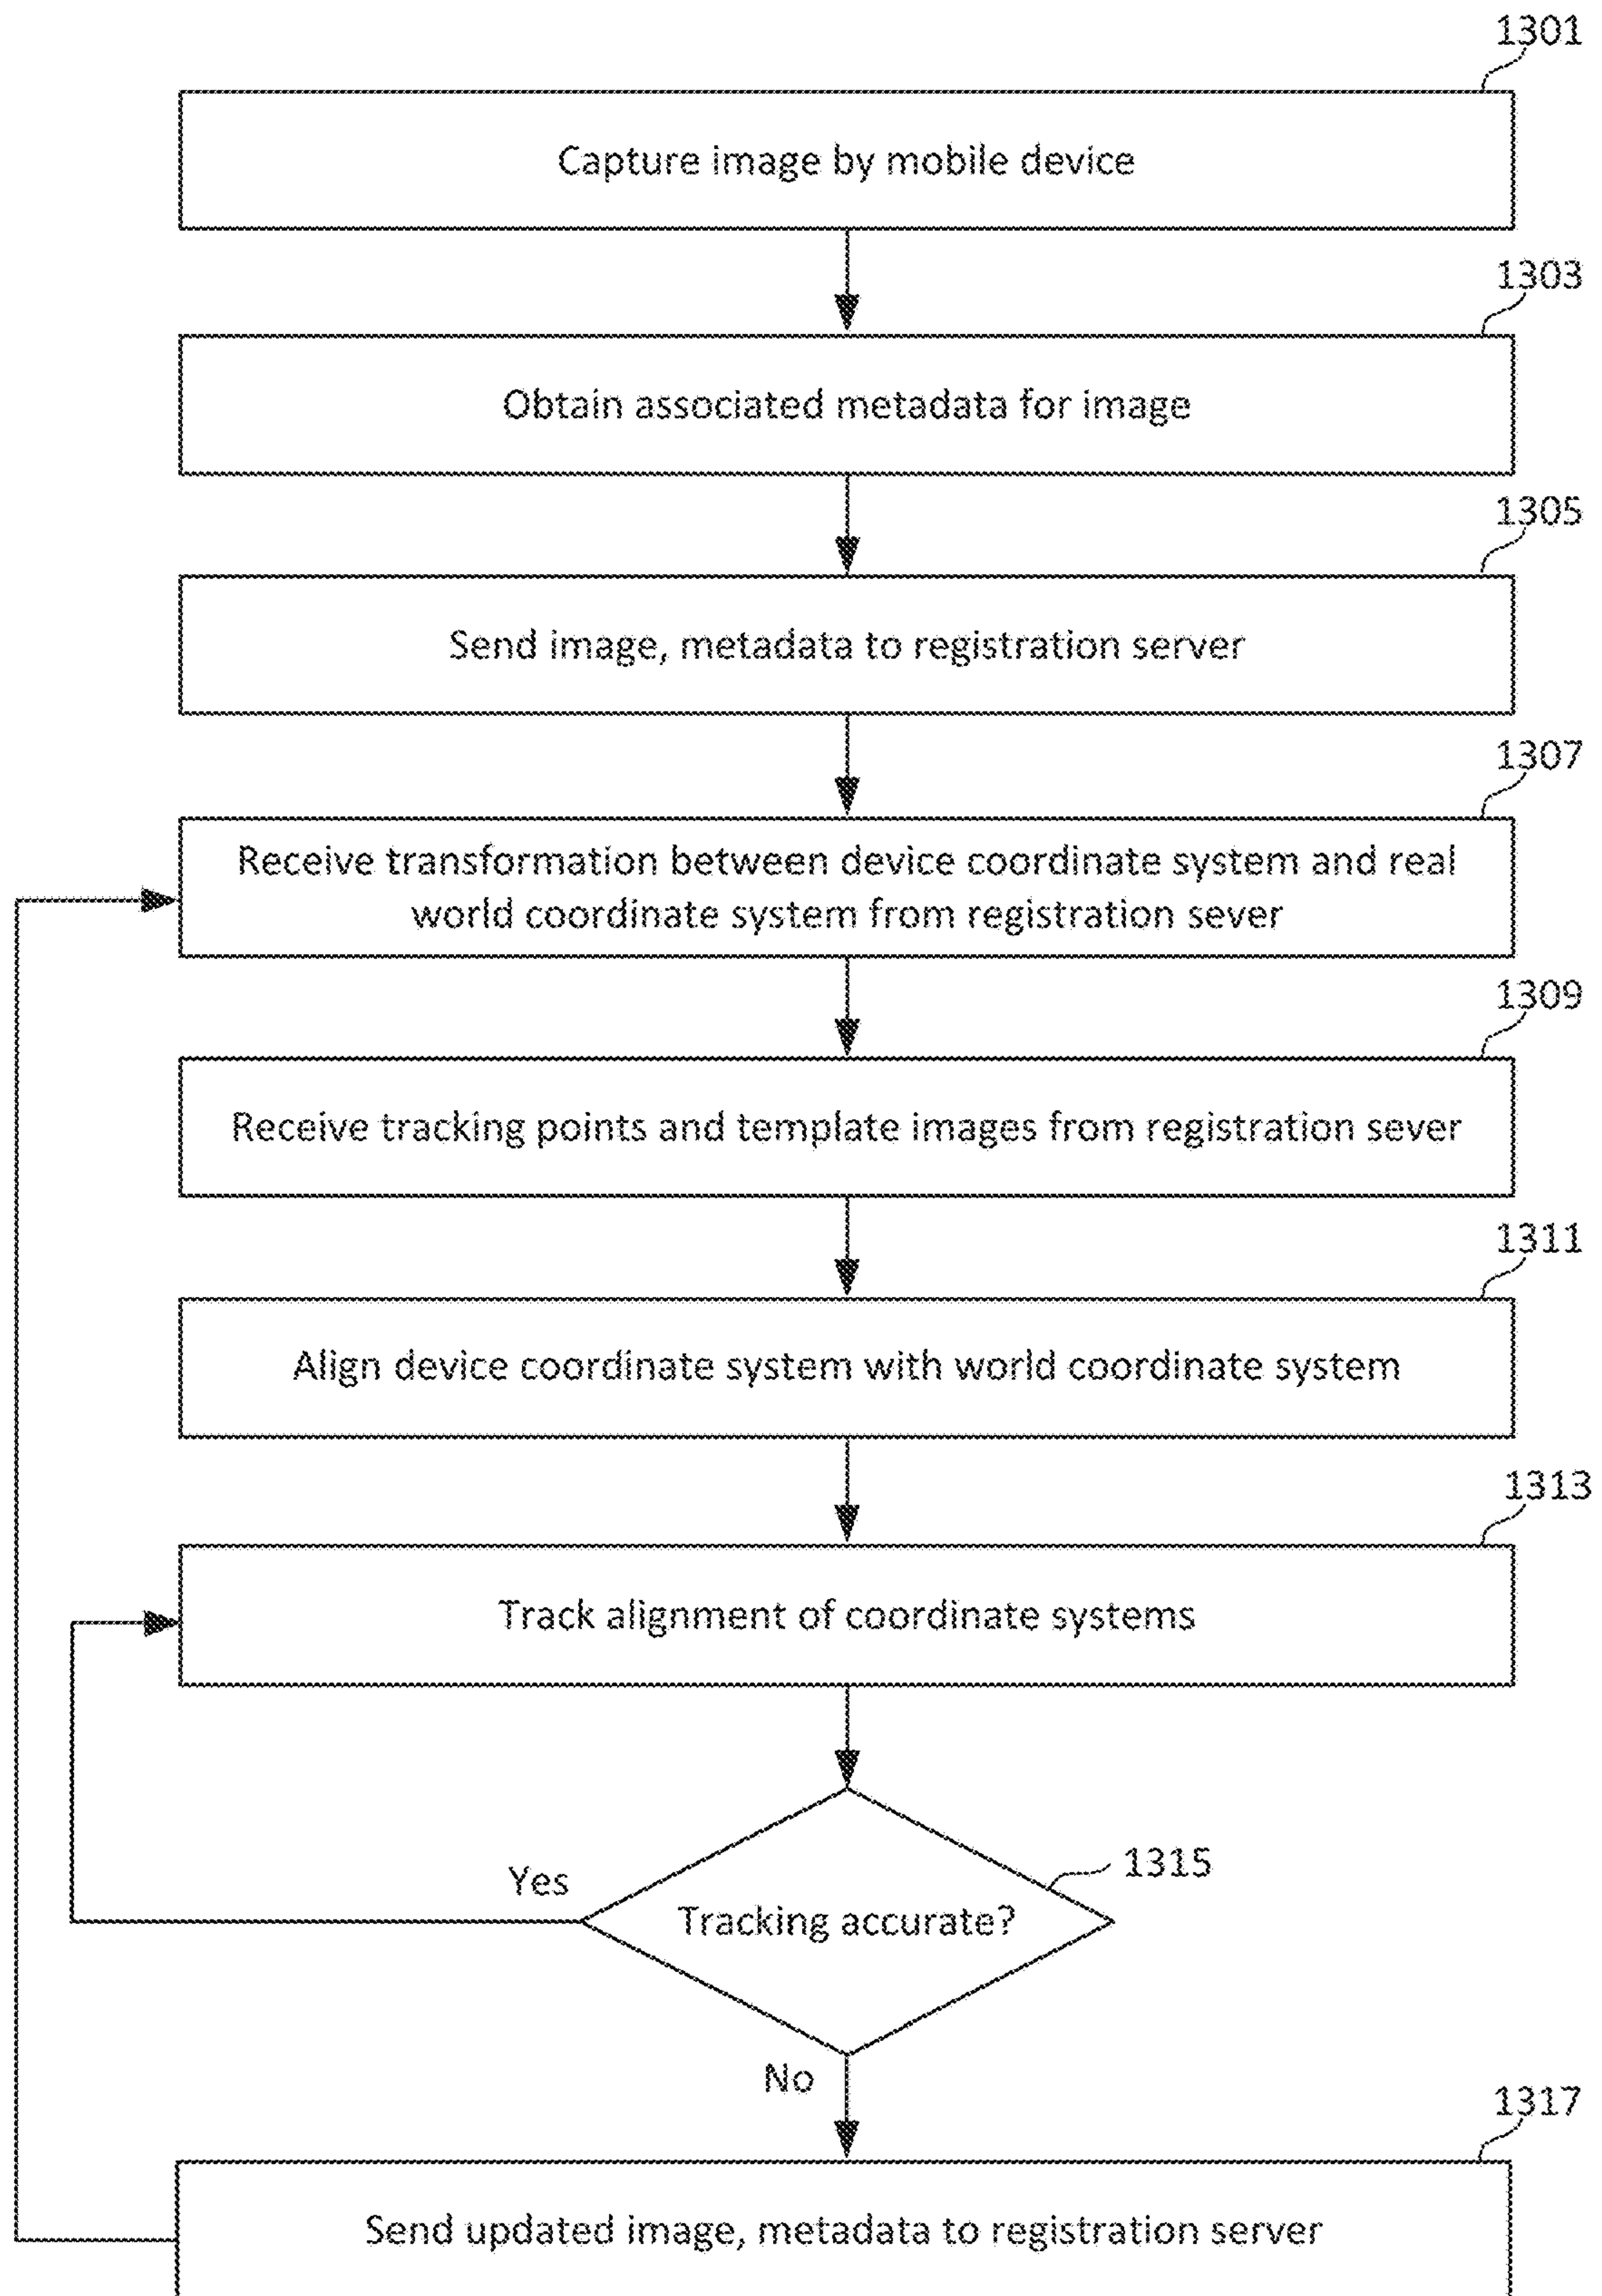 1301
Capture image by mobile device
1303
Obtain associated metadata for image
1305
Send image, metadata to registration server
1307
Receive transformation between device coordinate system and real
world coordinate system from registration sever
1309
Receive tracking points and template images from registration sever
1311
Align device coordinate system with world coordinate system
1313
Track alignment of coordinate systems
1315
Yes
Tracking accurate?
No
1317
Send updated image, metadata to registration server